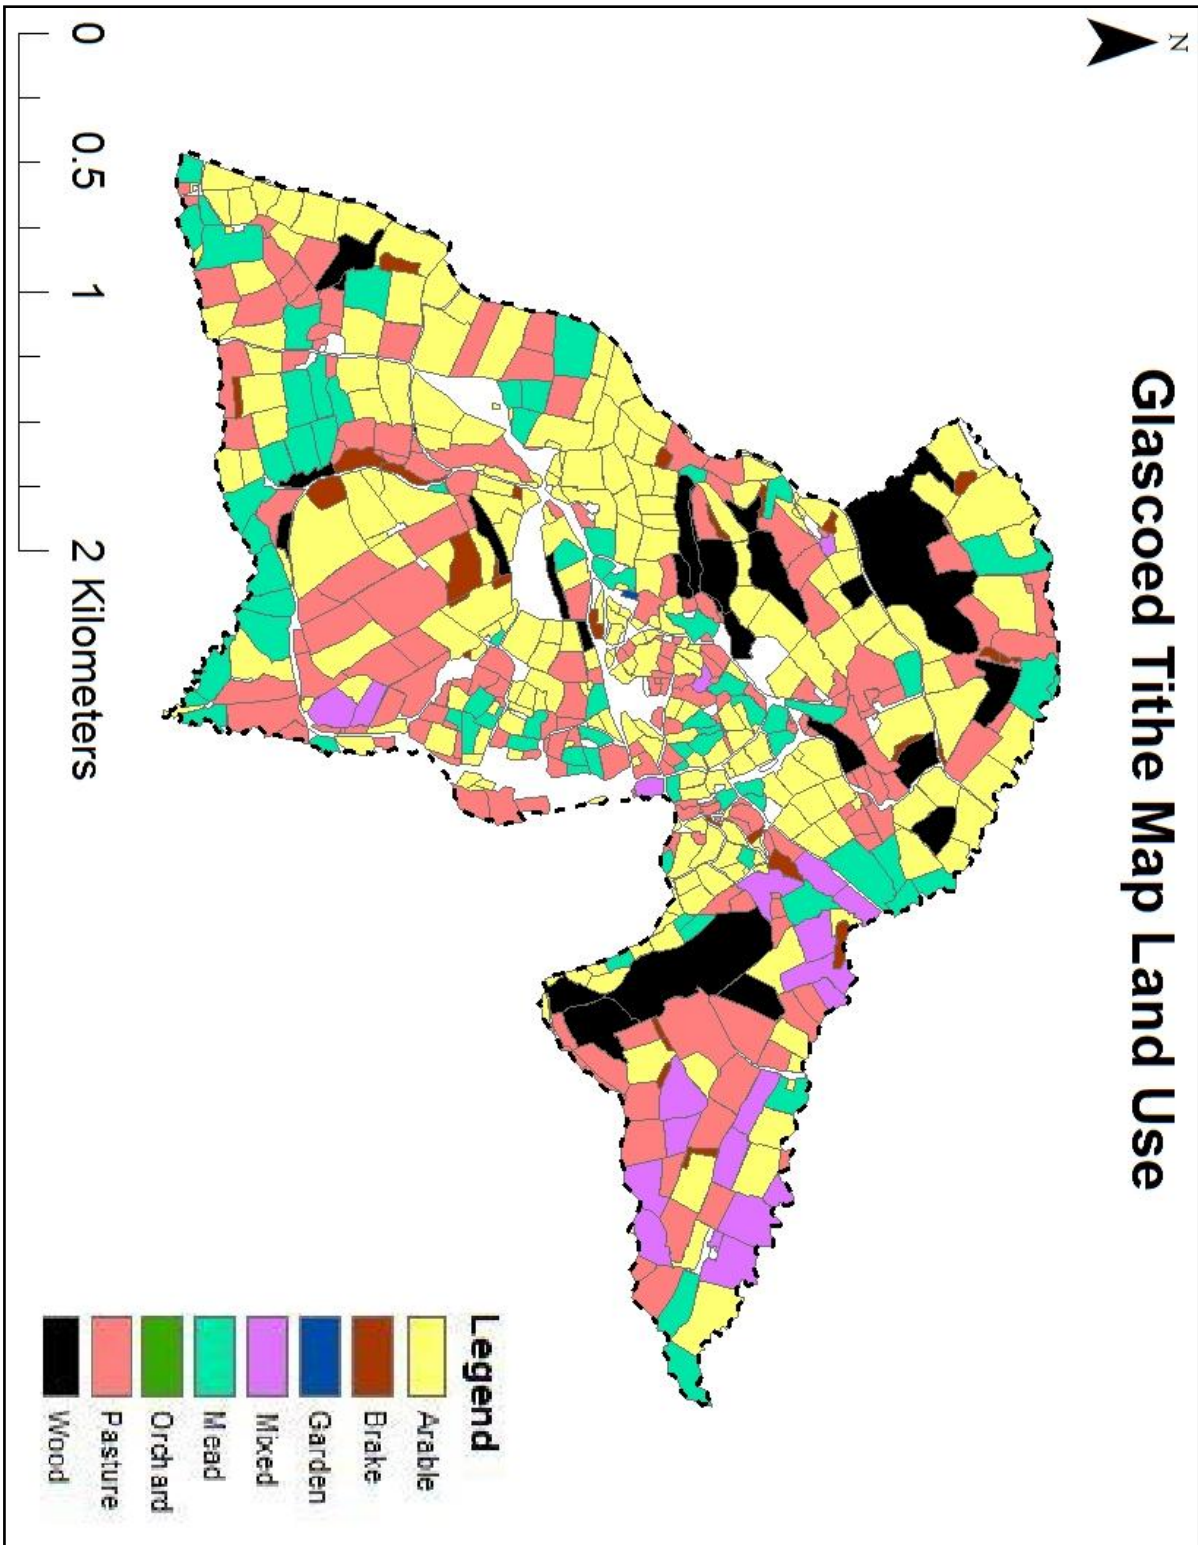 Glascoed Tithe Map Land Use
N
Legend
Arable
Brake
Garden
Mixed
Mead
Orchard
Pasture
Wood
0 0.5 1 2 Kilometers